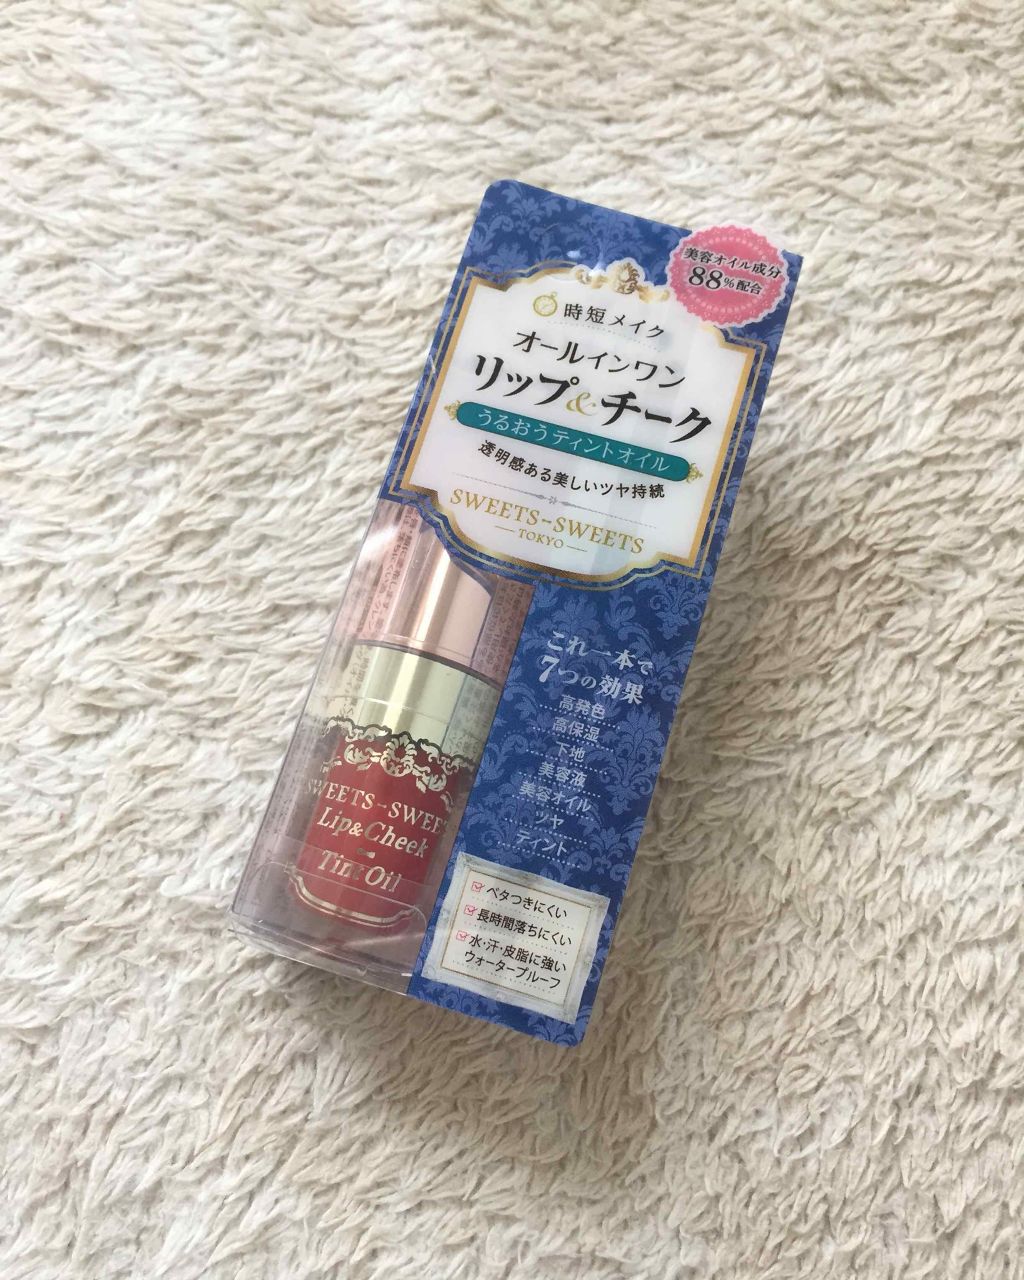 美容オイル成分
88%配合
時短メイク
オールインワン
リップ&チーク
うるおうティントオイル
透明感ある美しいツヤ持続
SWEETS-SWEETS
TOKYO
これ一本で
7つの効果
高発色
高保湿
下地
美容液
美容オイル
ツヤ
ティント
SWEETS-SWEET
Lip&Cheek
Tint Oil
ベタつきにくい
長時間落ちにくい
水・汗・皮脂に強い
ウォータープルーフ